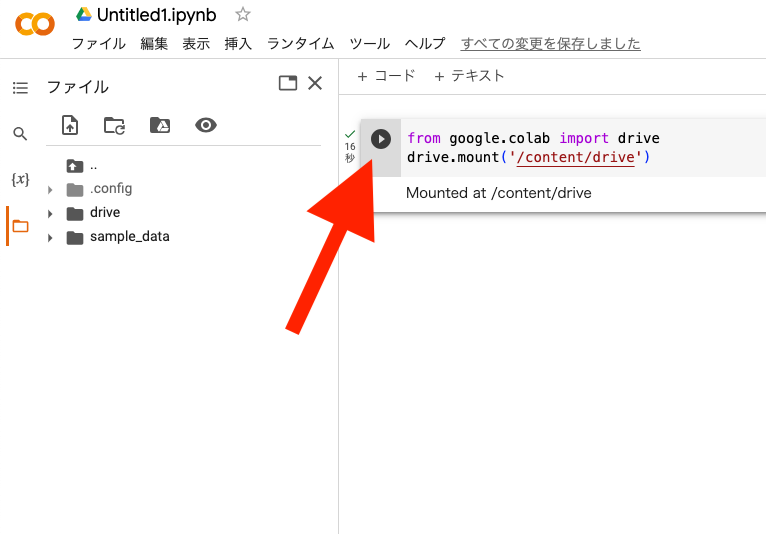 Untitled1.ipynb
ファイル 編集 表示 挿入 ランタイム ツール ヘルプ すべての変更を保存しました
ファイル
+ コード + テキスト
{x}
..
.config
drive
sample_data
16
秒
from google.colab import drive
drive.mount('/content/drive')
Mounted at /content/drive